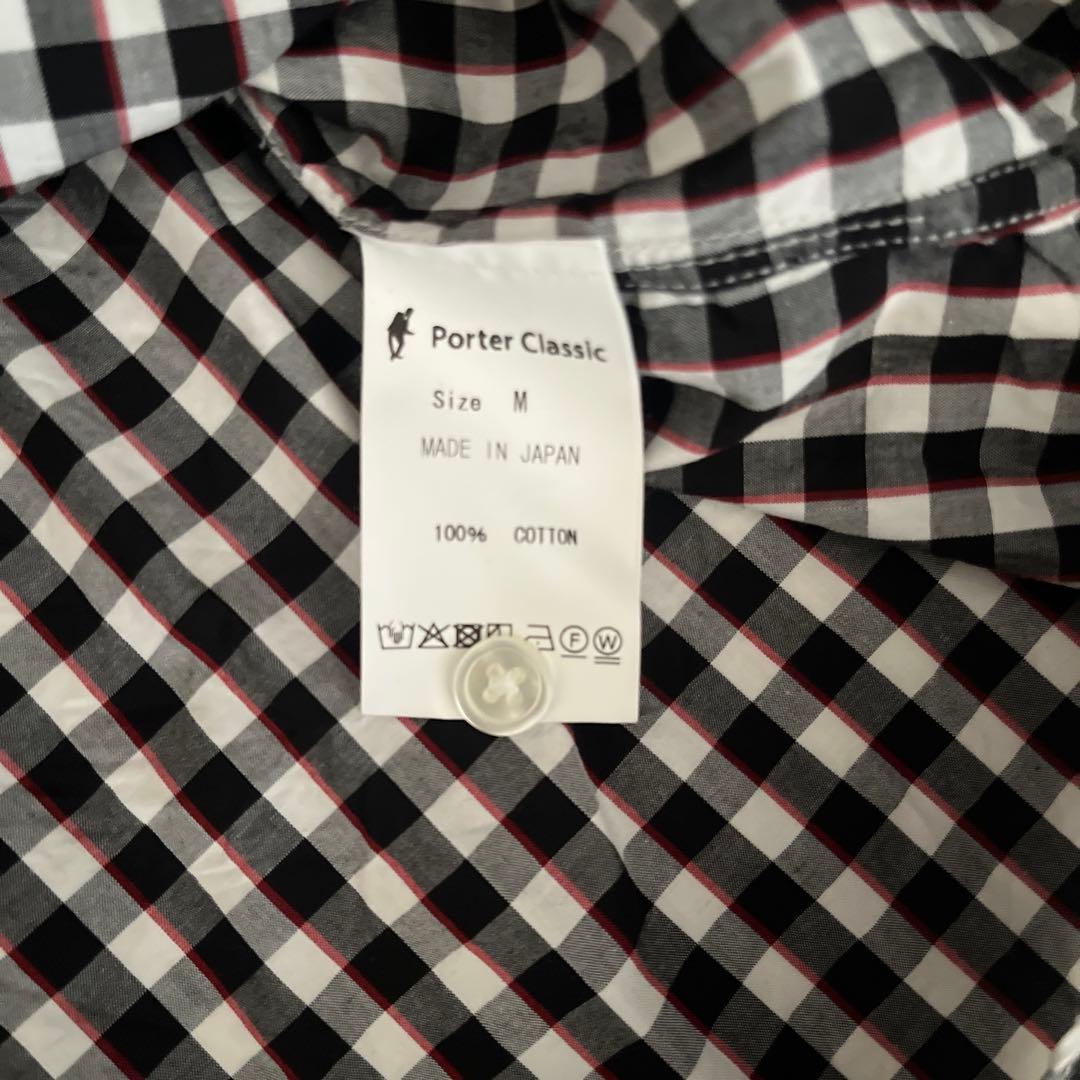 Porter Classic
Size M
MADE IN JAPAN
100% COTTON
F W